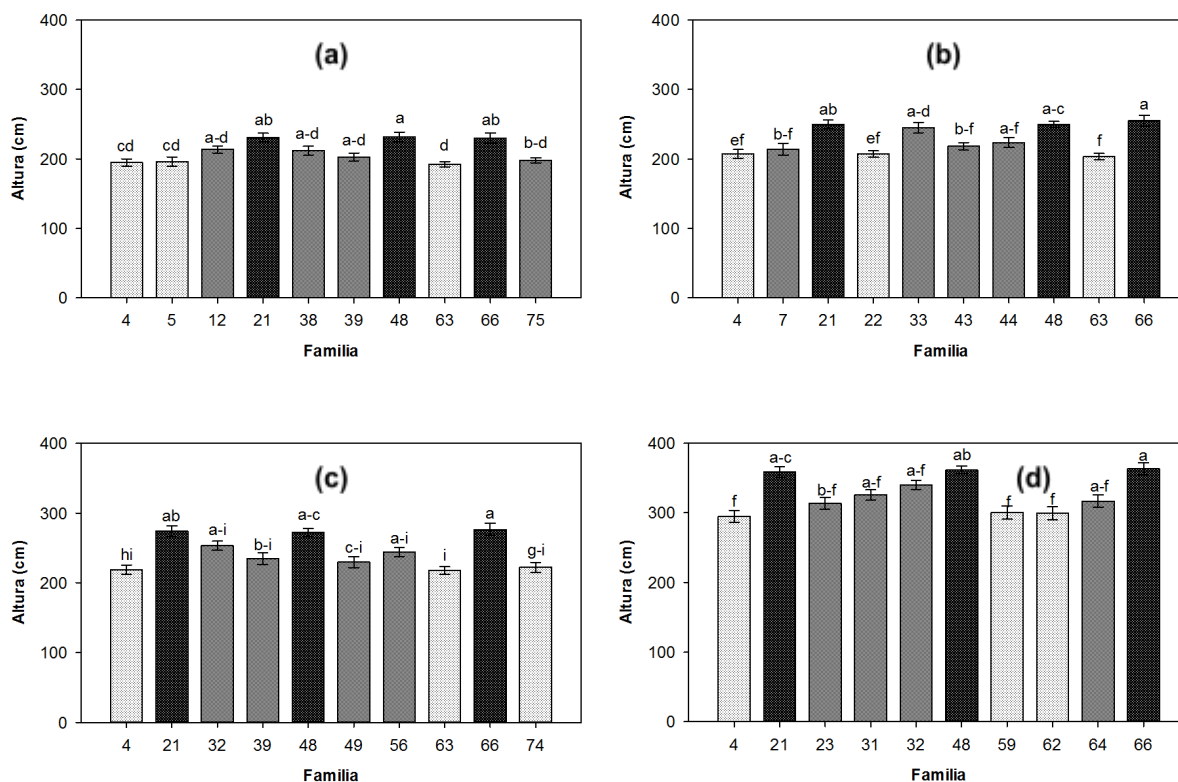 (a)
Altura (cm)
400
300
200
100
0
cd cd a-d ab a-d a-d a ab d b-d
4 5 12 21 38 39 48 63 66 75
Familia
(b)
Altura (cm)
400
300
200
100
0
ef b-f ab ef a-d b-f a-f a-c f a
4 7 21 22 33 43 44 48 63 66
Familia
(c)
Altura (cm)
400
300
200
100
0
hi ab a-i b-i a-c c-i a-i i a g-i
4 21 32 39 48 49 56 63 66 74
Familia
(d)
Altura (cm)
400
300
200
100
0
f a-c b-f a-f a-f ab f f a-f a
4 21 23 31 32 48 59 62 64 66
Familia